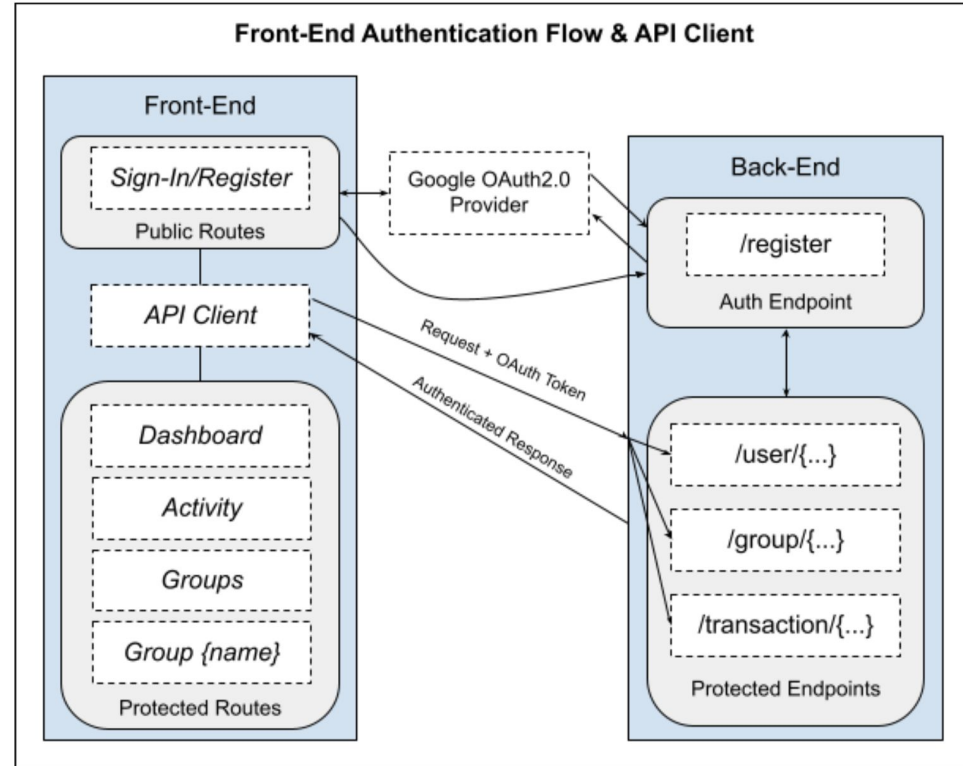 Front-End Authentication Flow & API Client
Front-End
Sign-In/Register
Public Routes
API Client
Dashboard
Activity
Groups
Group {name}
Protected Routes
Google OAuth2.0
Provider
Request + OAuth Token
Authenticated Response
Back-End
/register
Auth Endpoint
/user/{...}
/group/{...}
/transaction/{...}
Protected Endpoints